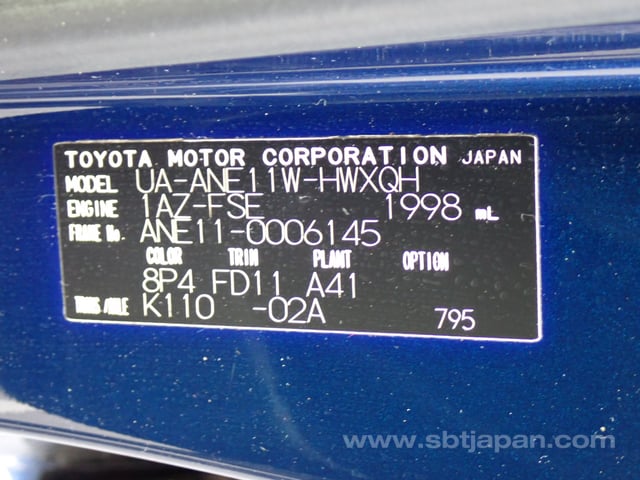 TOYOTA MOTOR CORPORATION JAPAN
MODEL UA-ANE11W-HWXQH
ENGINE 1AZ-FSE 1998 mL
FRAME No ANE11-0006145
COLOR TRIM PLANT OPTION
8P4 FD11 A41
TRANS/AXLE K110 -02A 795
www.sbtjapan.com